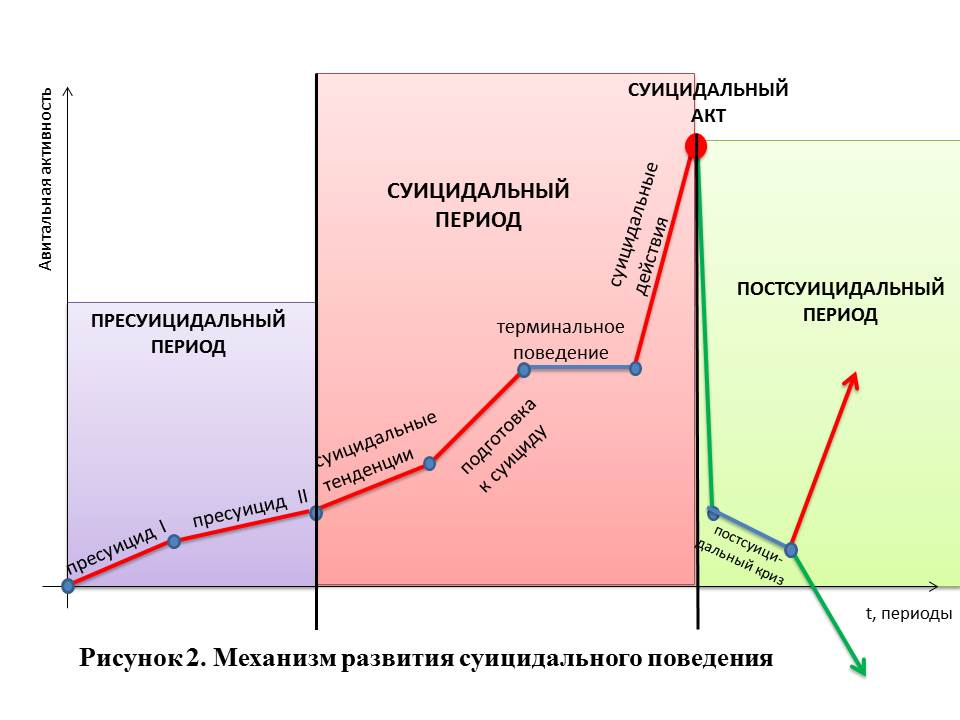 Авитальная активность
СУИЦИДАЛЬНЫЙ
АКТ
СУИЦИДАЛЬНЫЙ
ПЕРИОД
ПРЕСУИЦИДАЛЬНЫЙ
ПЕРИОД
ПОСТСУИЦИДАЛЬНЫЙ
ПЕРИОД
пресуицид I
пресуицид II
суицидальные
тенденции
подготовка
к суициду
терминальное
поведение
суицидальные
действия
постсуици-
дальный криз
t, периоды
Рисунок 2. Механизм развития суицидального поведения